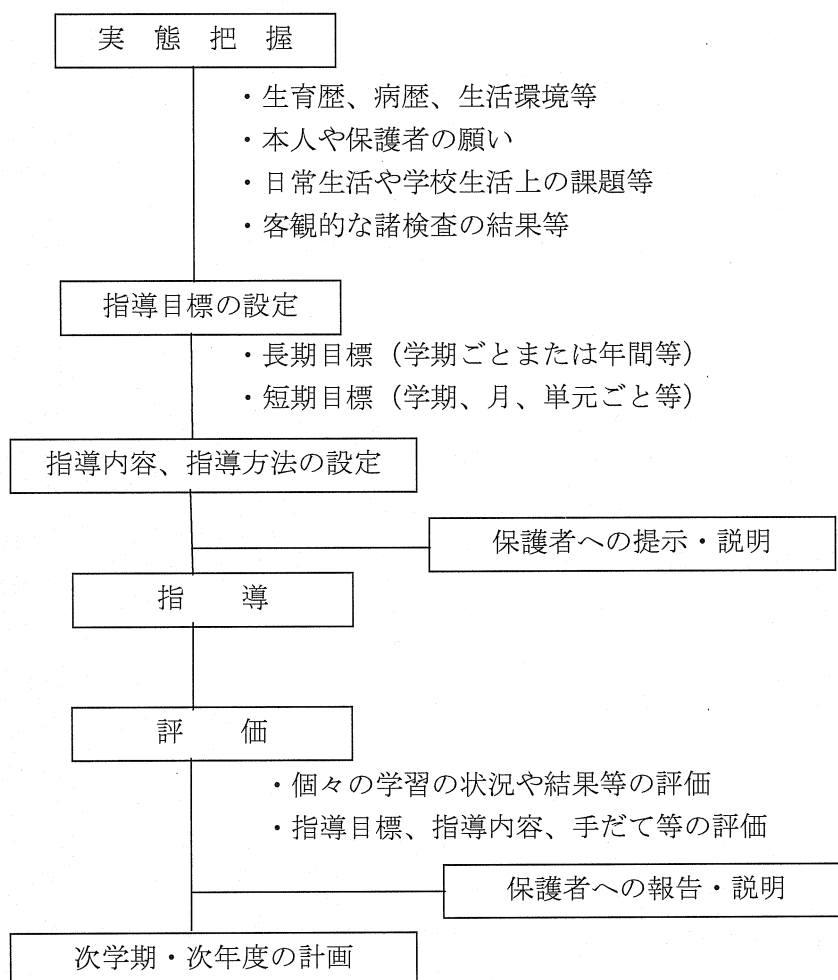 実態把握
・生育歴、病歴、生活環境等
・本人や保護者の願い
・日常生活や学校生活上の課題等
・客観的な諸検査の結果等
指導目標の設定
・長期目標（学期ごとまたは年間等）
・短期目標（学期、月、単元ごと等）
指導内容、指導方法の設定
保護者への提示・説明
指導
評価
・個々の学習の状況や結果等の評価
・指導目標、指導内容、手だて等の評価
保護者への報告・説明
次学期・次年度の計画